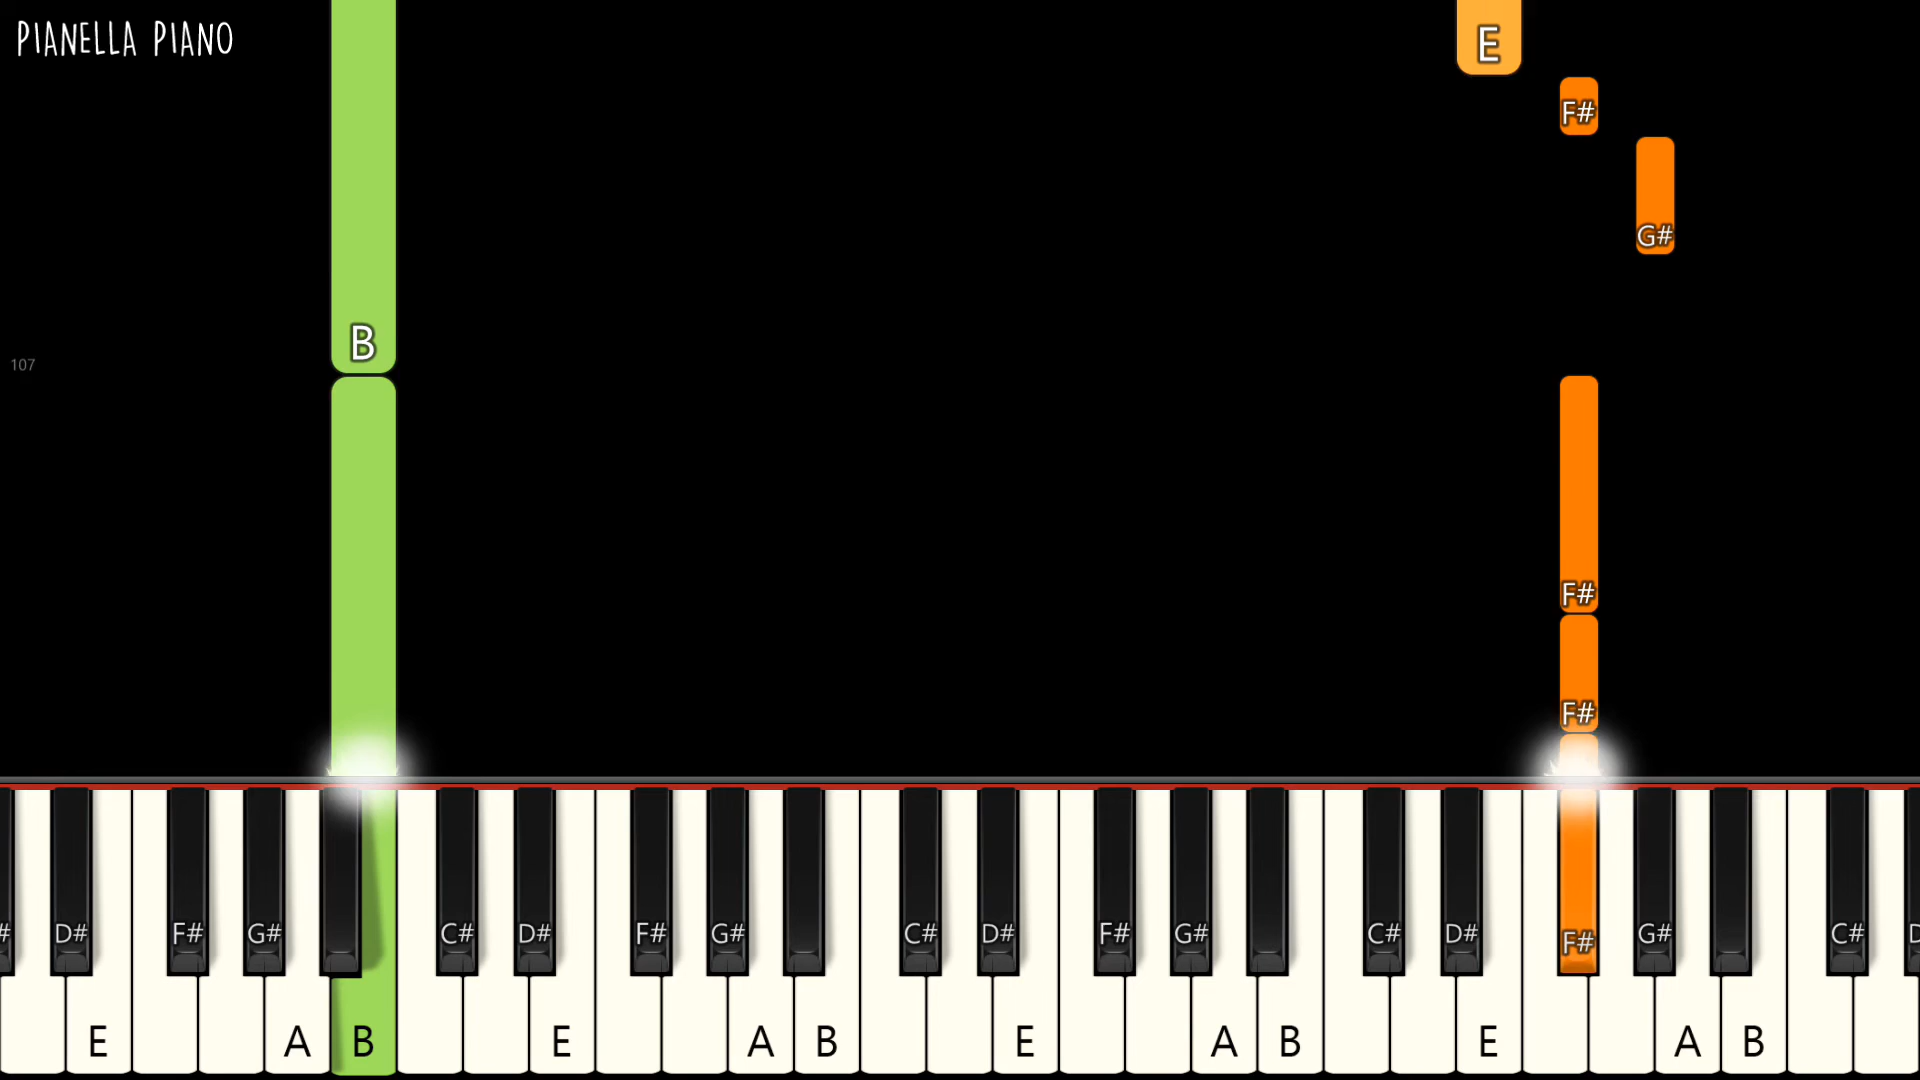 PIANELLA PIANO
E
F#
G#
B
107
F#
F#
# D# F# G# C# D# F# G# C# D# F# G# C# D# F# G# C# D
E A B E A B E A B E A B